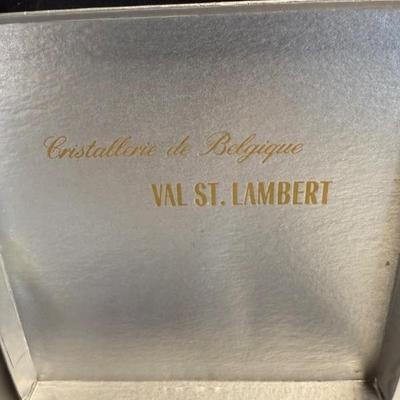 Cristallerie de Belgique
VAL ST. LAMBERT